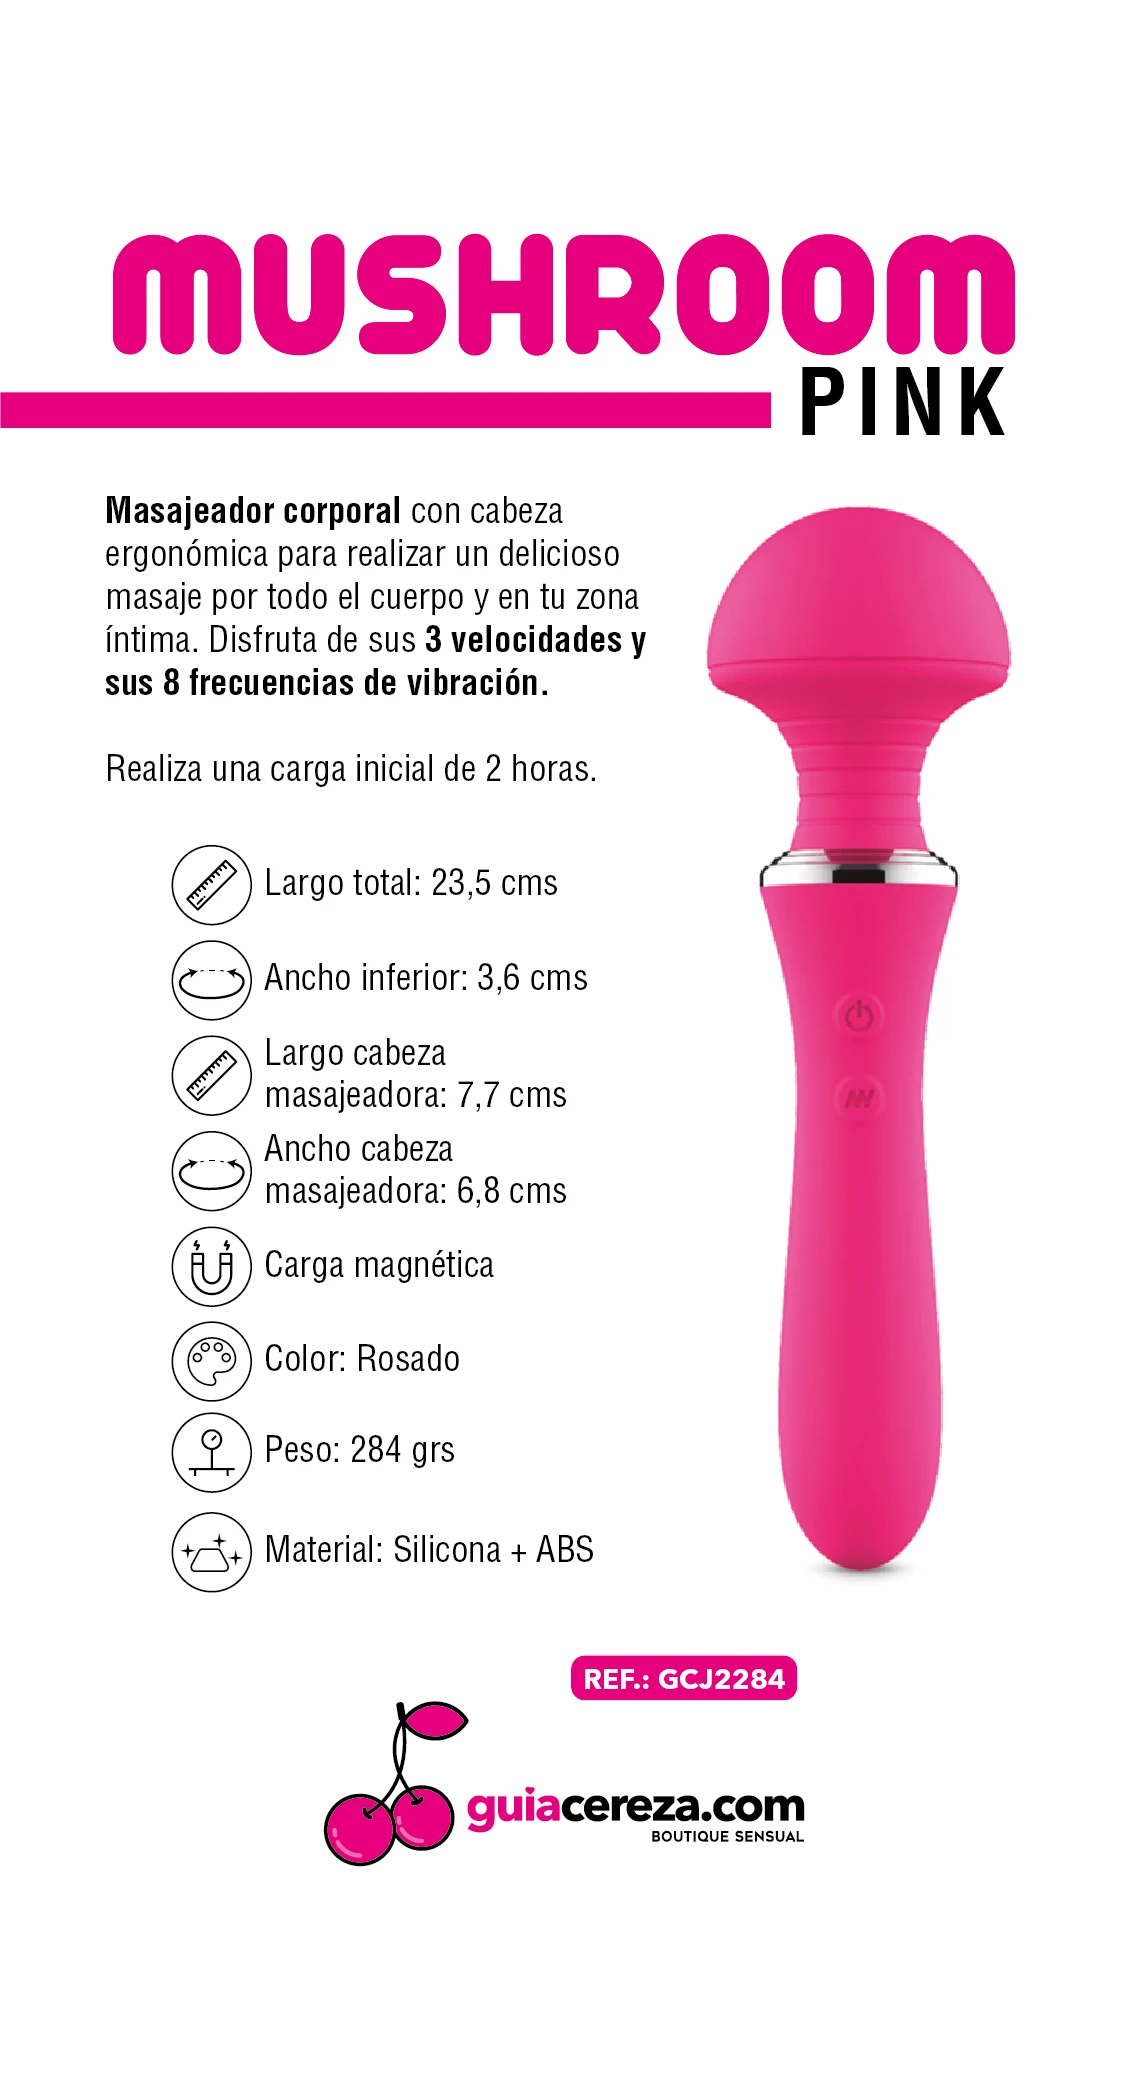 MUSHROOM
PINK
Masajeador corporal con cabeza
ergonómica para realizar un delicioso
masaje por todo el cuerpo y en tu zona
íntima. Disfruta de sus 3 velocidades y
sus 8 frecuencias de vibración.
Realiza una carga inicial de 2 horas.
Largo total: 23,5 cms
Ancho inferior: 3,6 cms
Largo cabeza
masajeadora: 7,7 cms
Ancho cabeza
masajeadora: 6,8 cms
Carga magnética
Color: Rosado
Peso: 284 grs
Material: Silicona + ABS
REF.: GCJ2284
guiacereza.com
BOUTIQUE SENSUAL